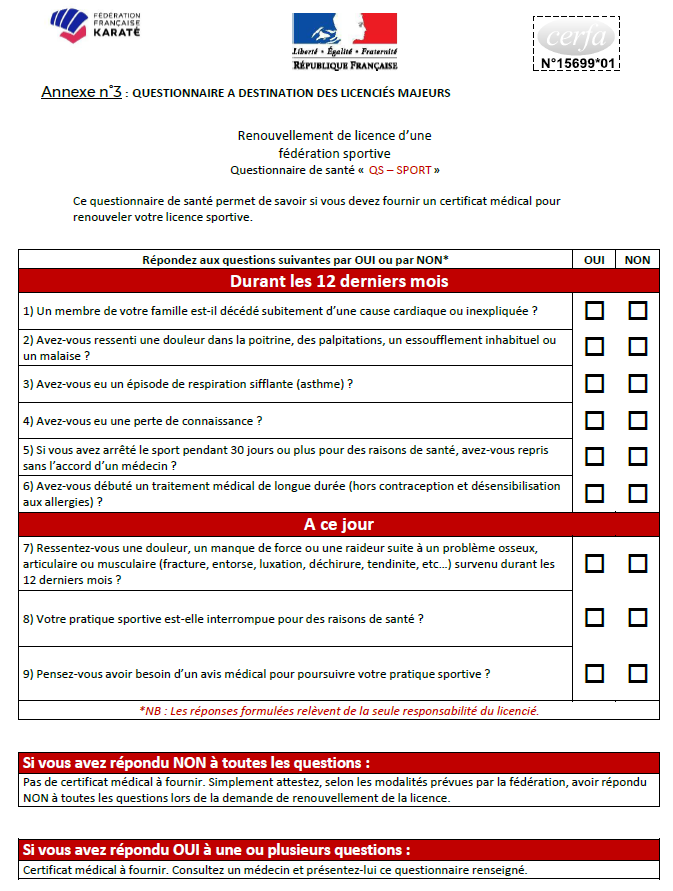 FÉDÉRATION
FRANÇAISE
KARATÉ
Liberté • Égalité • Fraternité
RÉPUBLIQUE FRANÇAISE
cerfa
N°15699*01
Annexe n°3 : QUESTIONNAIRE A DESTINATION DES LICENCIÉS MAJEURS
Renouvellement de licence d’une
fédération sportive
Questionnaire de santé « QS – SPORT »
Ce questionnaire de santé permet de savoir si vous devez fournir un certificat médical pour
renouveler votre licence sportive.
Répondez aux questions suivantes par OUI ou par NON* OUI NON
Durant les 12 derniers mois
1) Un membre de votre famille est-il décédé subitement d’une cause cardiaque ou inexpliquée ?
2) Avez-vous ressenti une douleur dans la poitrine, des palpitations, un essoufflement inhabituel ou
un malaise ?
3) Avez-vous eu un épisode de respiration sifflante (asthme) ?
4) Avez-vous eu une perte de connaissance ?
5) Si vous avez arrêté le sport pendant 30 jours ou plus pour des raisons de santé, avez-vous repris
sans l’accord d’un médecin ?
6) Avez-vous débuté un traitement médical de longue durée (hors contraception et désensibilisation
aux allergies) ?
A ce jour
7) Ressentez-vous une douleur, un manque de force ou une raideur suite à un problème osseux,
articulaire ou musculaire (fracture, entorse, luxation, déchirure, tendinite, etc…) survenu durant les
12 derniers mois ?
8) Votre pratique sportive est-elle interrompue pour des raisons de santé ?
9) Pensez-vous avoir besoin d’un avis médical pour poursuivre votre pratique sportive ?
*NB : Les réponses formulées relèvent de la seule responsabilité du licencié.
Si vous avez répondu NON à toutes les questions :
Pas de certificat médical à fournir. Simplement attestez, selon les modalités prévues par la fédération, avoir répondu
NON à toutes les questions lors de la demande de renouvellement de la licence.
Si vous avez répondu OUI à une ou plusieurs questions :
Certificat médical à fournir. Consultez un médecin et présentez-lui ce questionnaire renseigné.